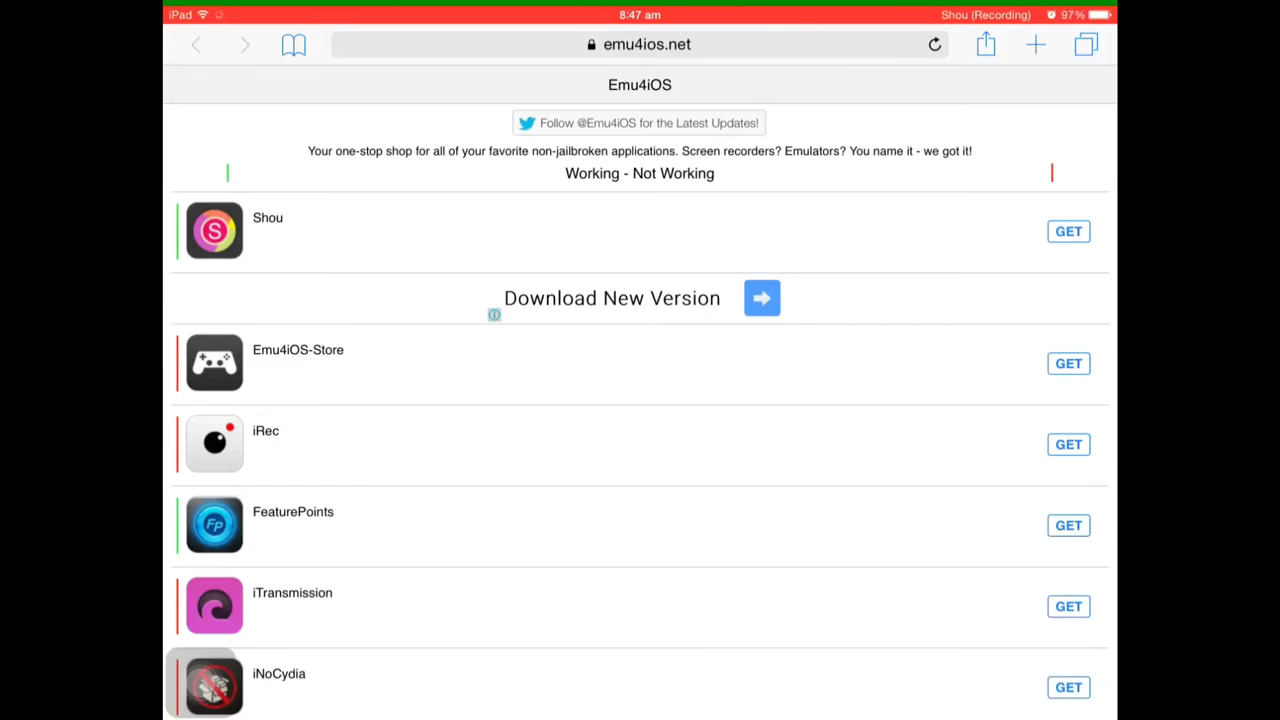 iPad 8:47 am Shou (Recording) 97%
emu4ios.net
Emu4iOS
Follow @Emu4iOS for the Latest Updates!
Your one-stop shop for all of your favorite non-jailbroken applications. Screen recorders? Emulators? You name it - we got it!
Working - Not Working
S
Shou
GET
Download New Version
Emu4iOS-Store
GET
iRec
GET
Fp
FeaturePoints
GET
iTransmission
GET
iNoCydia
GET